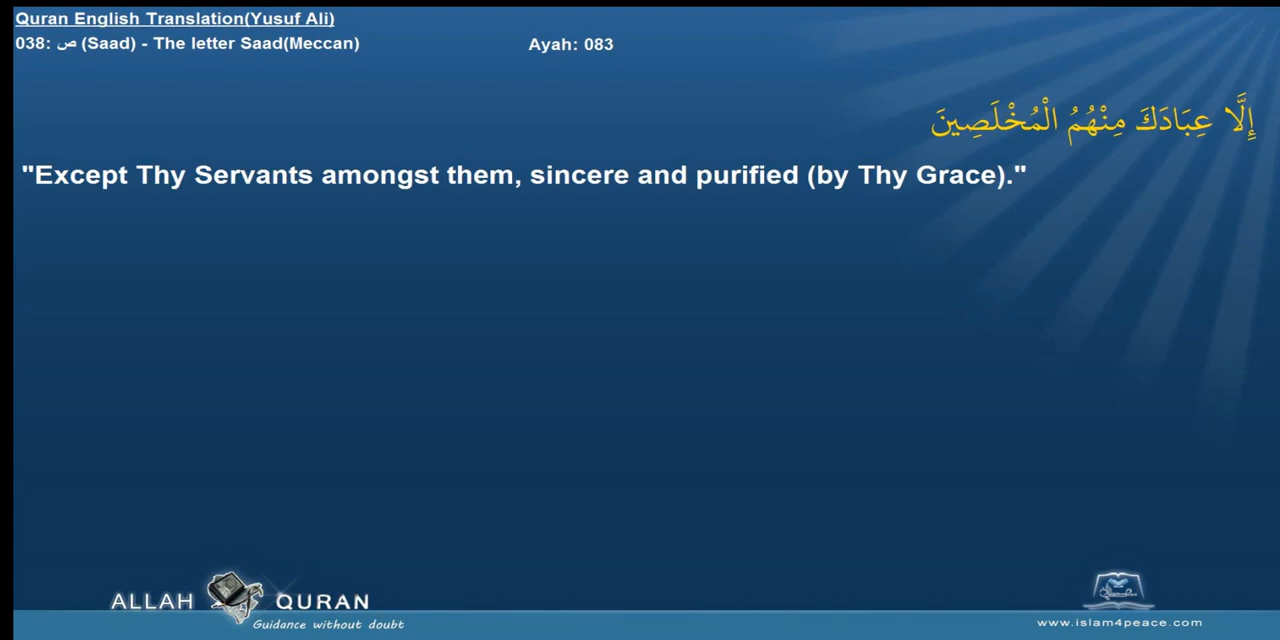 Quran English Translation(Yusuf Ali)
038: ص (Saad) - The letter Saad(Meccan)
Ayah: 083
إِلَّا عِبَادَكَ مِنْهُمُ الْمُخْلَصِينَ
"Except Thy Servants amongst them, sincere and purified (by Thy Grace)."
ALLAH QURAN
Guidance without doubt
www.islam4peace.com